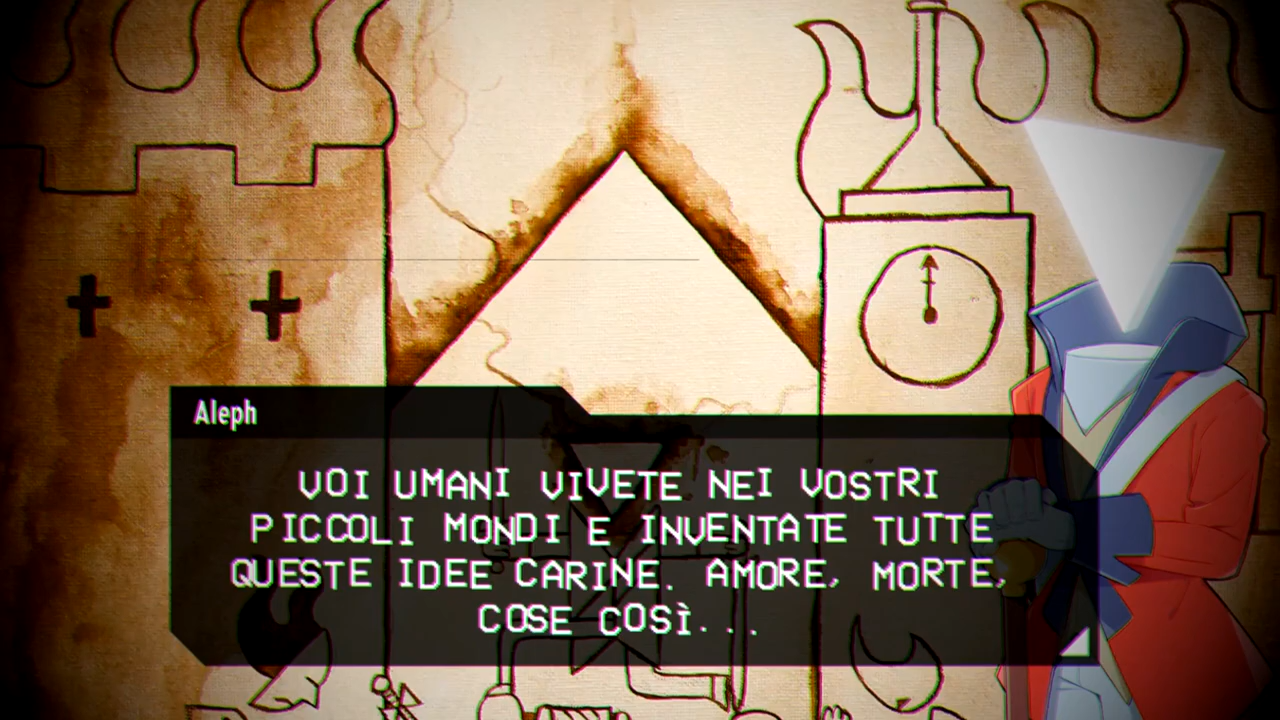 Aleph
VOI UMANI VIVETE NEI VOSTRI
PICCOLI MONDI E INVENTATE TUTTE
QUESTE IDEE CARINE. AMORE, MORTE,
COSE COSÌ...